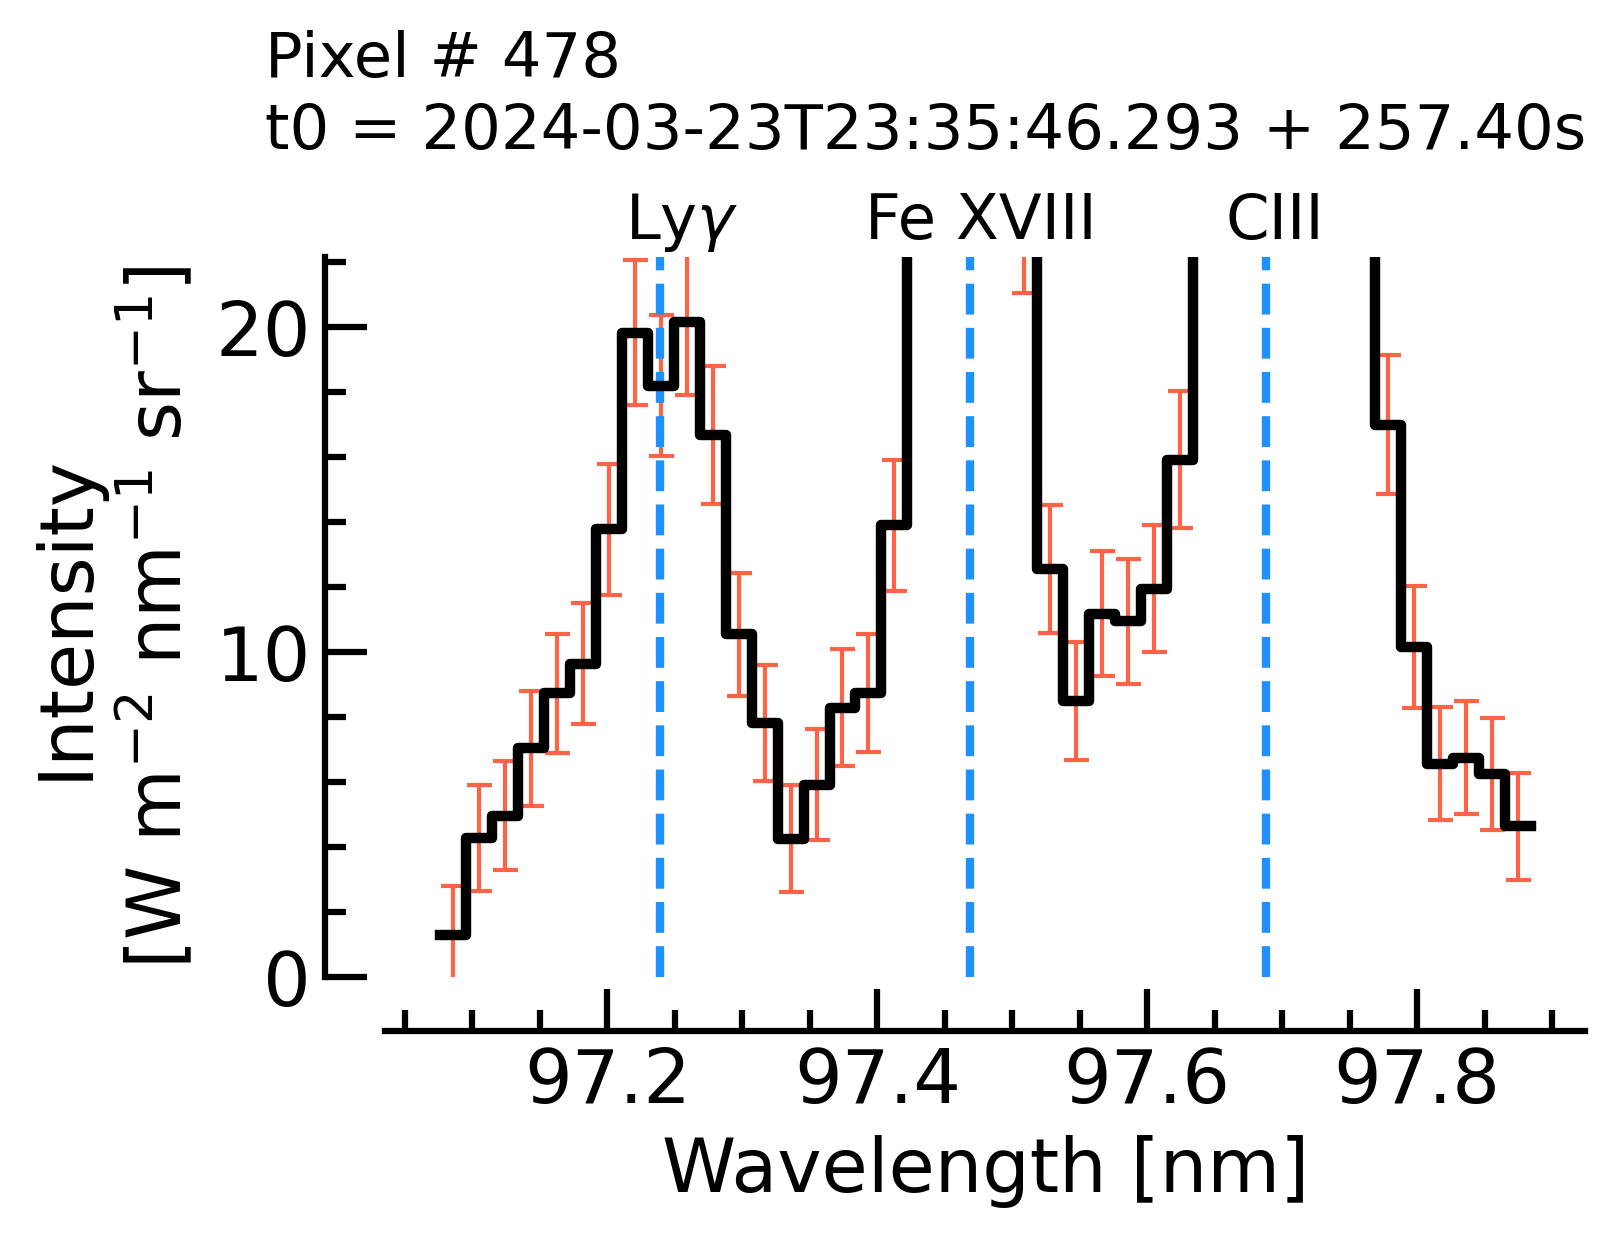 Pixel # 478
t0 = 2024-03-23T23:35:46.293 + 257.40s
Lyγ Fe XVIII CIII
Intensity
[W m⁻² nm⁻¹ sr⁻¹]
20
10
0
97.2 97.4 97.6 97.8
Wavelength [nm]